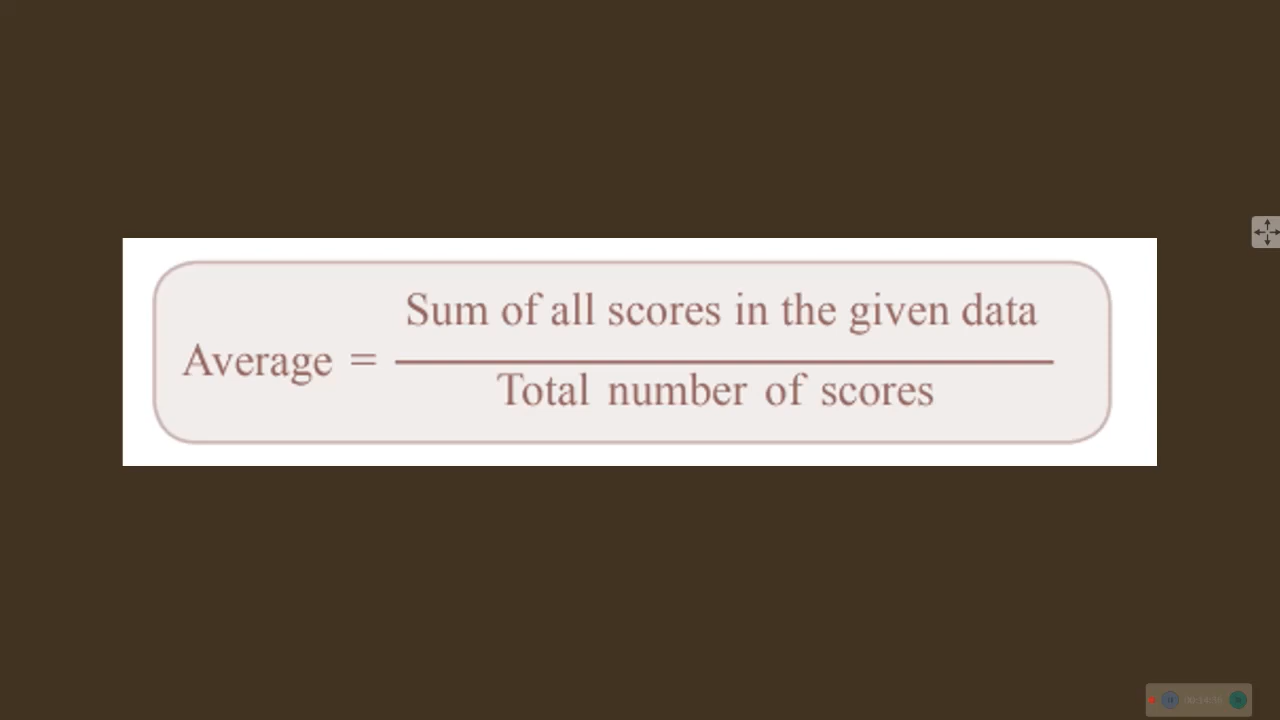 Sum of all scores in the given data
Average =
Total number of scores